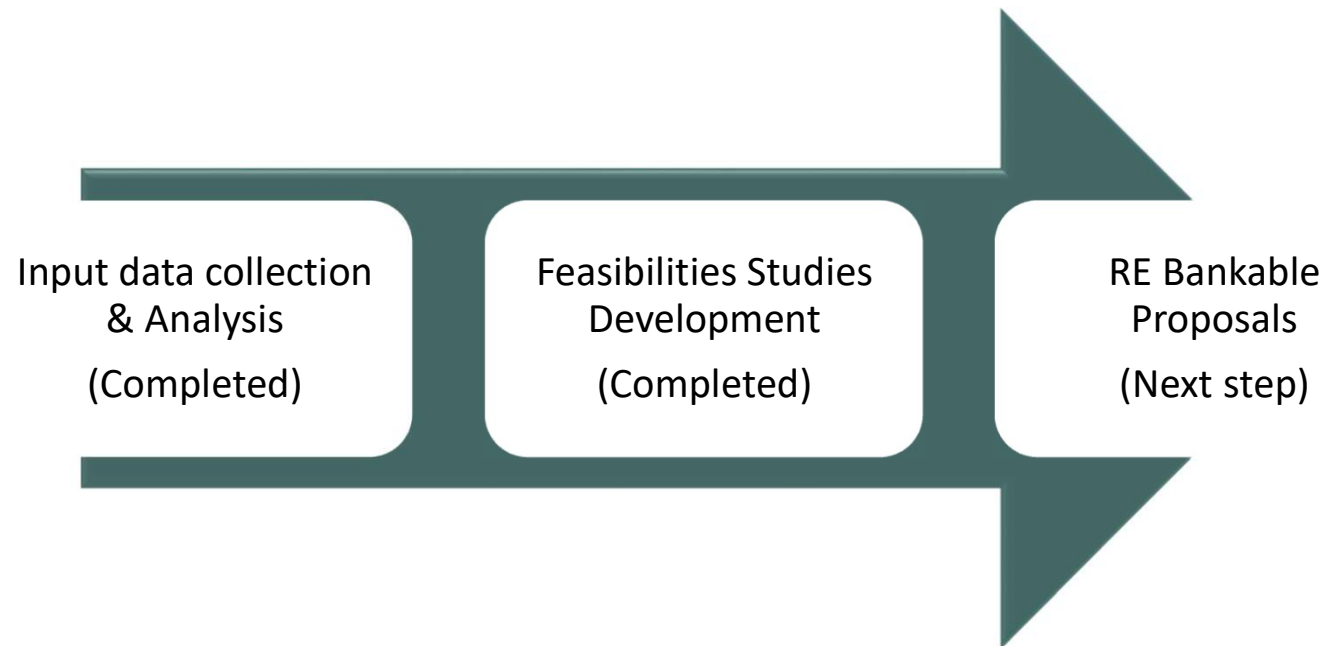 Input data collection
& Analysis
(Completed)
Feasibilities Studies
Development
(Completed)
RE Bankable
Proposals
(Next step)